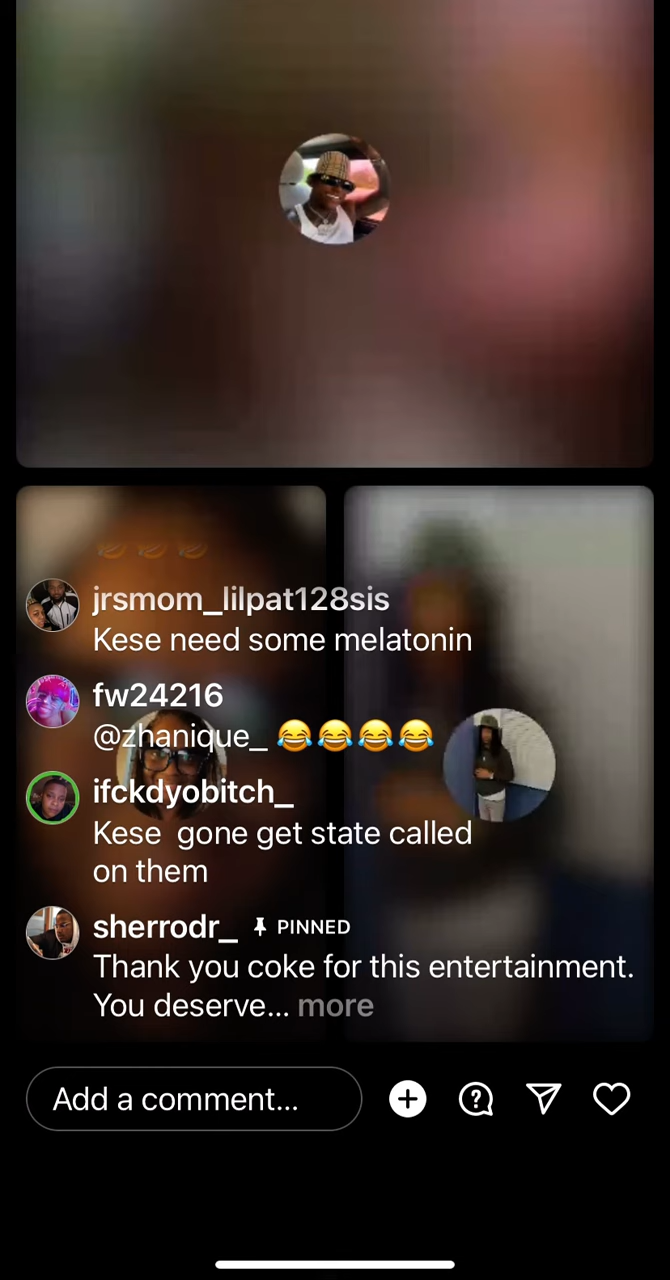 jrsmom_lilpat128sis
Kese need some melatonin
fw24216
@zhanique_ 😂😂😂😂
ifckdyobitch_
Kese  gone get state called
on them
sherrodr_ PINNED
Thank you coke for this entertainment.
You deserve... more
Add a comment...